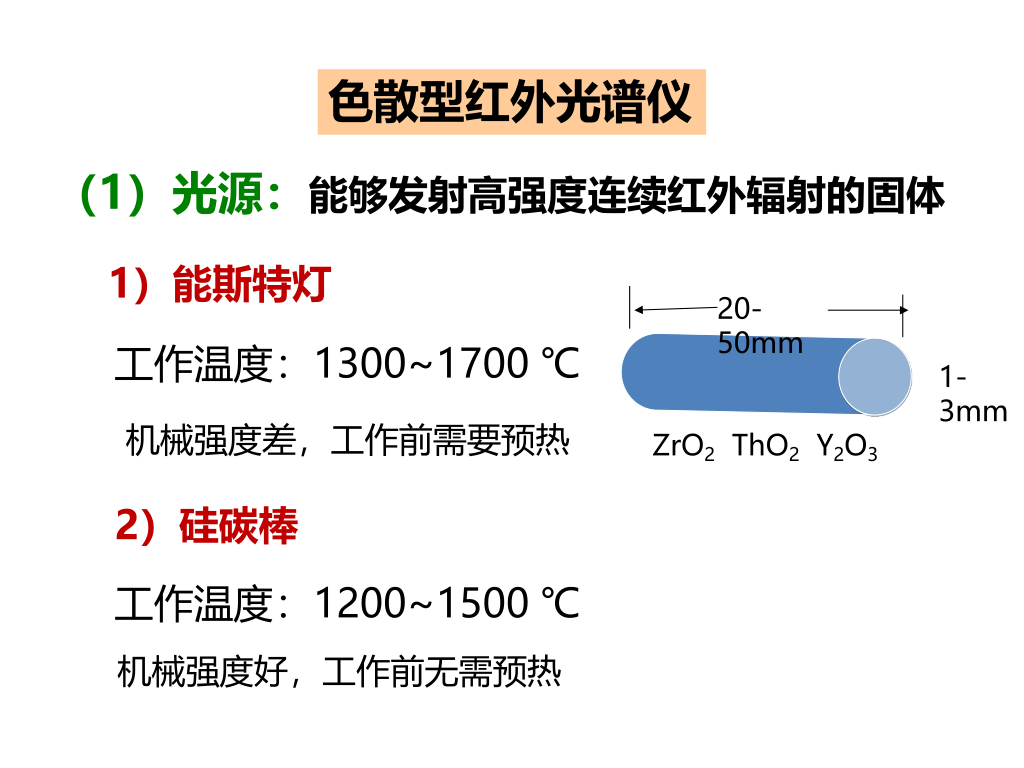 色散型红外光谱仪
（1）光源：能够发射高强度连续红外辐射的固体
1）能斯特灯
20-
50mm
工作温度：1300~1700 ℃
1-
3mm
机械强度差，工作前需要预热
ZrO₂ ThO₂ Y₂O₃
2）硅碳棒
工作温度：1200~1500 ℃
机械强度好，工作前无需预热